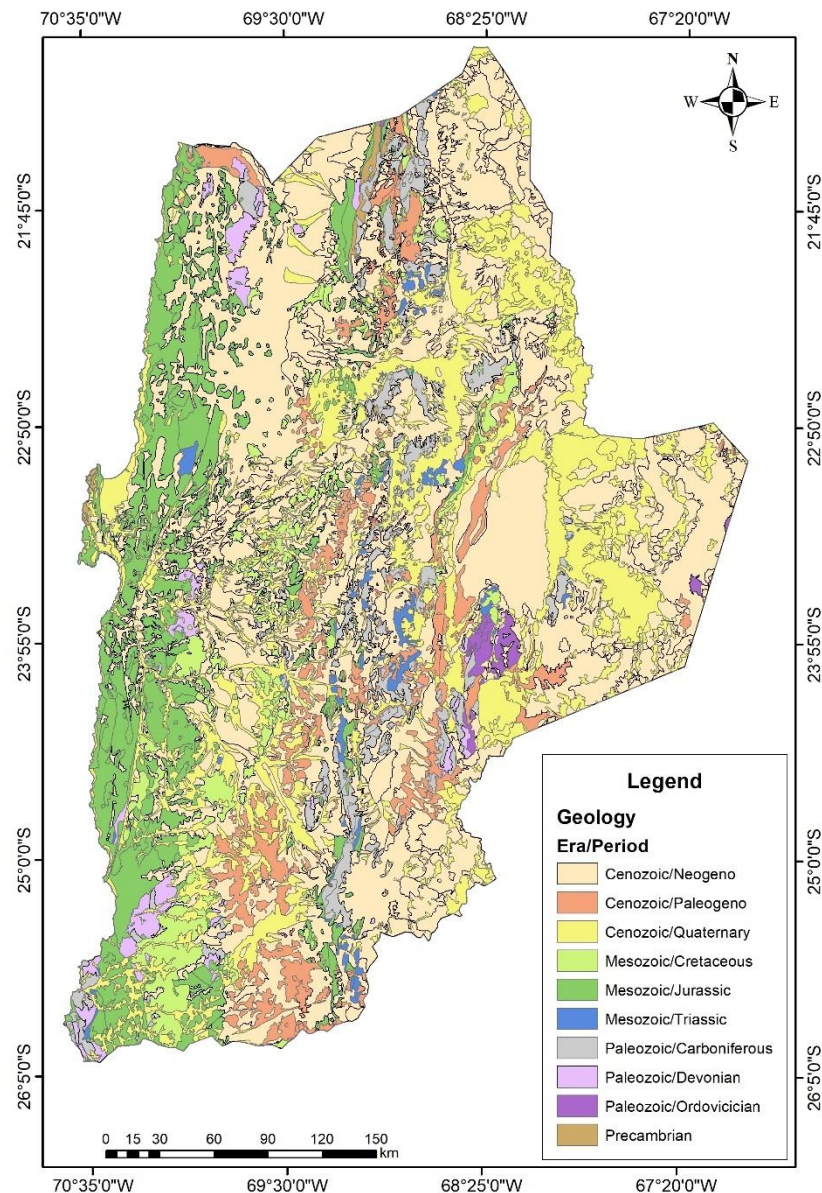 70°35'0"W 69°30'0"W 68°25'0"W 67°20'0"W
N
W E
S
21°45'0"S 21°45'0"S
22°50'0"S 22°50'0"S
23°55'0"S 23°55'0"S
25°0'0"S 25°0'0"S
26°5'0"S 26°5'0"S
Legend
Geology
Era/Period
Cenozoic/Neogeno
Cenozoic/Paleogeno
Cenozoic/Quaternary
Mesozoic/Cretaceous
Mesozoic/Jurassic
Mesozoic/Triassic
Paleozoic/Carboniferous
Paleozoic/Devonian
Paleozoic/Ordovicician
Precambrian
0 15 30 60 90 120 150
km
70°35'0"W 69°30'0"W 68°25'0"W 67°20'0"W